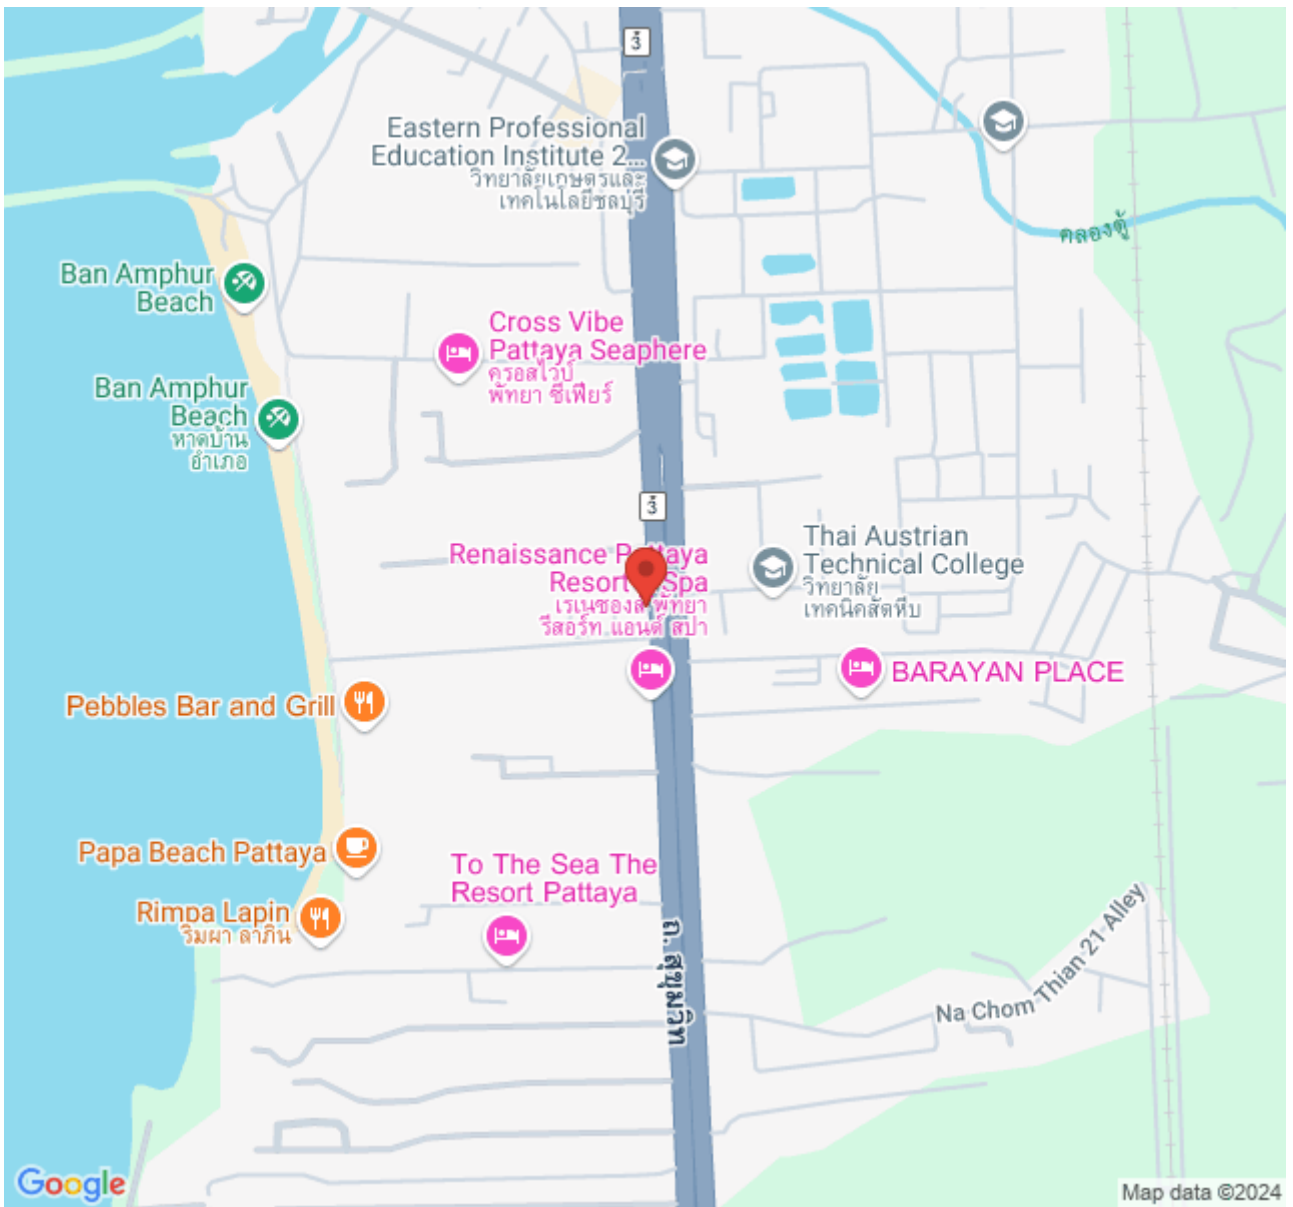 3
Eastern Professional
Education Institute 2...
วิทยาลัยเกษตรและ
เทคโนโลยีชลบุรี
คลองตู้
Ban Amphur
Beach
Cross Vibe
Pattaya Seaphere
ครอสไวบ์
พัทยา ซีเฟียร์
Ban Amphur
Beach
หาดบ้าน
อำเภอ
3
Renaissance Pattaya
Resort & Spa
เรเนซองส์ พัทยา
รีสอร์ท แอนด์ สปา
Thai Austrian
Technical College
วิทยาลัย
เทคนิคสัตหีบ
BARAYAN PLACE
Pebbles Bar and Grill
Papa Beach Pattaya
To The Sea The
Resort Pattaya
Rimpa Lapin
ริมผา ลาภิน
ถ. สุขุมวิท
Na Chom Thian 21 Alley
Google
Map data ©2024